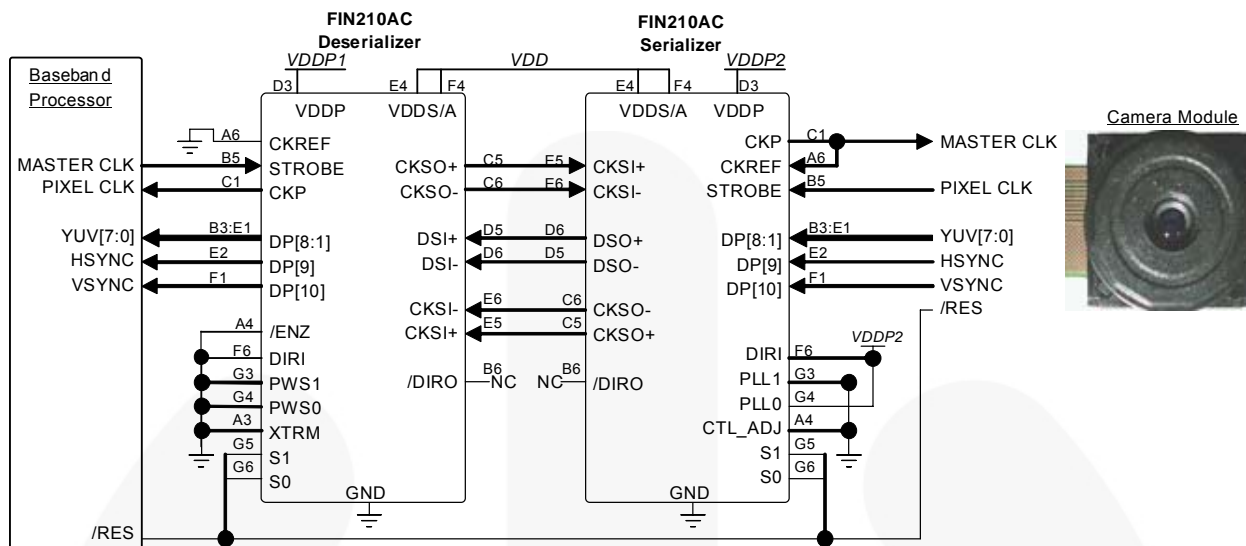 FIN210AC
Deserializer
FIN210AC
Serializer
VDDP1
VDD
VDDP2
D3
E4
F4
E4
F4
D3
Baseband
Processor
VDDP
VDDS/A
VDDS/A
VDDP
Camera Module
A6
CKREF
CKP
C1
MASTER CLK
MASTER CLK
B5
STROBE
CKSO+
C5
E5
CKSI+
CKREF
A6
PIXEL CLK
C1
CKP
CKSO-
C6
E6
CKSI-
STROBE
B5
PIXEL CLK
YUV[7:0]
B3:E1
DP[8:1]
DSI+
D5
D6
DSO+
DP[8:1]
B3:E1
YUV[7:0]
HSYNC
E2
DP[9]
DSI-
D6
D5
DSO-
DP[9]
E2
HSYNC
VSYNC
F1
DP[10]
DP[10]
F1
VSYNC
CKSI-
E6
C6
CKSO-
/RES
A4
/ENZ
CKSI+
E5
C5
CKSO+
VDDP2
F6
DIRI
DIRI
F6
G3
PWS1
/DIRO
B6
NC
NC
B6
/DIRO
PLL1
G3
G4
PWS0
PLL0
G4
A3
XTRM
CTL_ADJ
A4
G5
S1
S1
G5
G6
S0
S0
G6
GND
GND
/RES